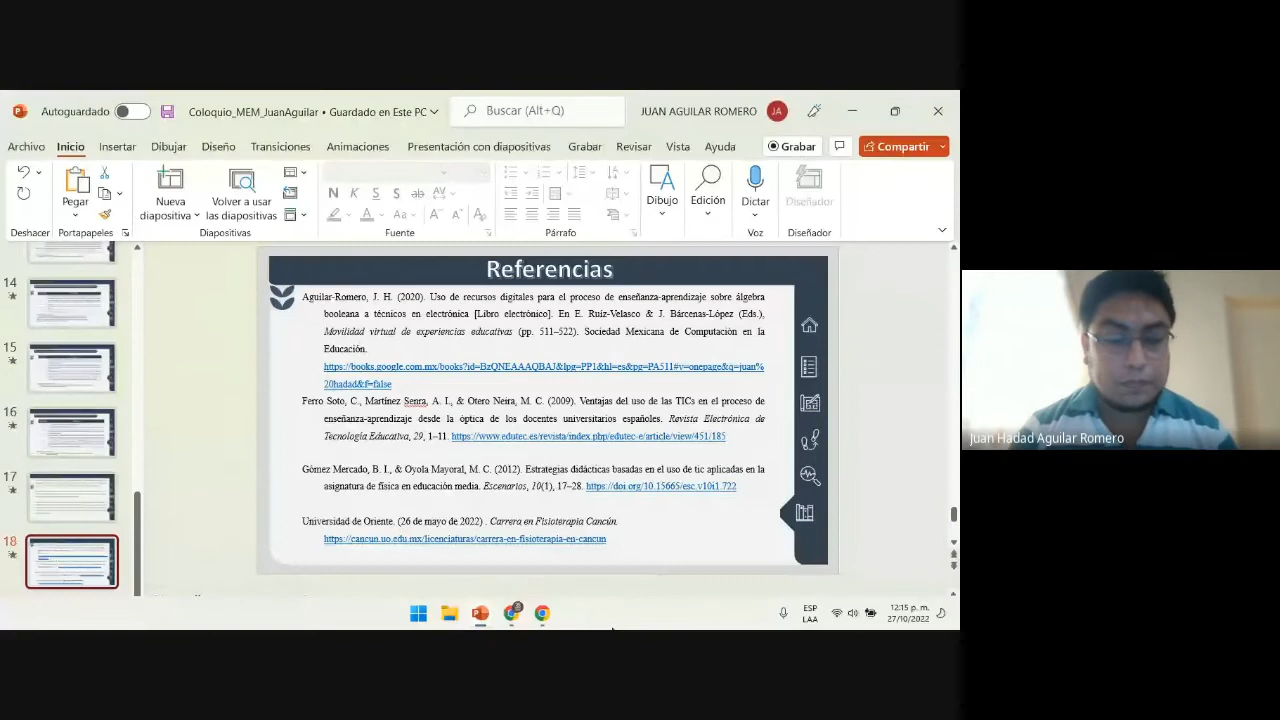 Autoguardado
Coloquio_MEM_JuanAguilar • Guardado en Este PC
Buscar (Alt+Q)
JUAN AGUILAR ROMERO
JA
Archivo Inicio Insertar Dibujar Diseño Transiciones Animaciones Presentación con diapositivas Grabar Revisar Vista Ayuda
Grabar
Compartir
Pegar
Nueva diapositiva
Volver a usar las diapositivas
N K S S ab AV
Aa
Dibujo
Edición
Dictar
Diseñador
Deshacer Portapapeles Diapositivas Fuente Párrafo Voz Diseñador
14
15
16
17
18
Referencias
Aguilar-Romero, J. H. (2020). Uso de recursos digitales para el proceso de enseñanza-aprendizaje sobre álgebra
booleana a técnicos en electrónica [Libro electrónico]. En E. Ruíz-Velasco & J. Bárcenas-López (Eds.),
Movilidad virtual de experiencias educativas (pp. 511–522). Sociedad Mexicana de Computación en la
Educación.
https://books.google.com.mx/books?id=BzQNEAAAQBAJ&lpg=PP1&hl=es&pg=PA511#v=onepage&q=juan%
20hadad&f=false
Ferro Soto, C., Martínez Senra, A. I., & Otero Neira, M. C. (2009). Ventajas del uso de las TICs en el proceso de
enseñanza-aprendizaje desde la óptica de los docentes universitarios españoles. Revista Electrónica de
Tecnología Educativa, 29, 1–11. https://www.edutec.es/revista/index.php/edutec-e/article/view/451/185
Gómez Mercado, B. I., & Oyola Mayoral, M. C. (2012). Estrategias didácticas basadas en el uso de tic aplicadas en la
asignatura de física en educación media. Escenarios, 10(1), 17–28. https://doi.org/10.15665/esc.v10i1.722
Universidad de Oriente. (26 de mayo de 2022) . Carrera en Fisioterapia Cancún.
https://cancun.uo.edu.mx/licenciaturas/carrera-en-fisioterapia-en-cancun
ESP
LAA
12:15 p. m.
27/10/2022
Juan Hadad Aguilar Romero